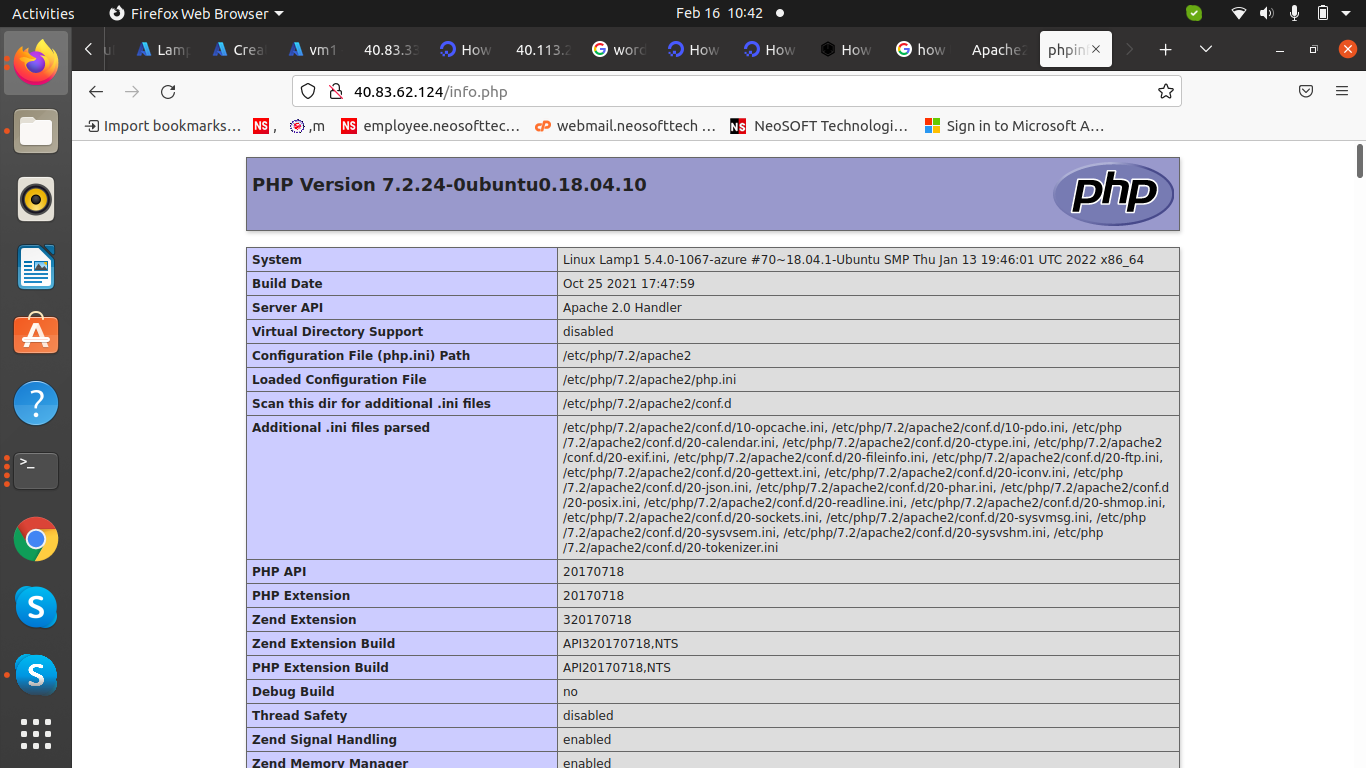 Activities
Firefox Web Browser
Feb 16 10:42
Lam
Crea
vm1
40.83.33
How
40.113.2
word
How
How
How
how
Apache2
phpin
40.83.62.124/info.php
Import bookmarks...
NS ,
,m
NS employee.neosofttec...
cp webmail.neosofttech ...
NS NeoSOFT Technologi...
Sign in to Microsoft A...
PHP Version 7.2.24-0ubuntu0.18.04.10
php
System Linux Lamp1 5.4.0-1067-azure #70~18.04.1-Ubuntu SMP Thu Jan 13 19:46:01 UTC 2022 x86_64
Build Date Oct 25 2021 17:47:59
Server API Apache 2.0 Handler
Virtual Directory Support disabled
Configuration File (php.ini) Path /etc/php/7.2/apache2
Loaded Configuration File /etc/php/7.2/apache2/php.ini
Scan this dir for additional .ini files /etc/php/7.2/apache2/conf.d
Additional .ini files parsed /etc/php/7.2/apache2/conf.d/10-opcache.ini, /etc/php/7.2/apache2/conf.d/10-pdo.ini, /etc/php
/7.2/apache2/conf.d/20-calendar.ini, /etc/php/7.2/apache2/conf.d/20-ctype.ini, /etc/php/7.2/apache2
/conf.d/20-exif.ini, /etc/php/7.2/apache2/conf.d/20-fileinfo.ini, /etc/php/7.2/apache2/conf.d/20-ftp.ini,
/etc/php/7.2/apache2/conf.d/20-gettext.ini, /etc/php/7.2/apache2/conf.d/20-iconv.ini, /etc/php
/7.2/apache2/conf.d/20-json.ini, /etc/php/7.2/apache2/conf.d/20-phar.ini, /etc/php/7.2/apache2/conf.d
/20-posix.ini, /etc/php/7.2/apache2/conf.d/20-readline.ini, /etc/php/7.2/apache2/conf.d/20-shmop.ini,
/etc/php/7.2/apache2/conf.d/20-sockets.ini, /etc/php/7.2/apache2/conf.d/20-sysvmsg.ini, /etc/php
/7.2/apache2/conf.d/20-sysvsem.ini, /etc/php/7.2/apache2/conf.d/20-sysvshm.ini, /etc/php
/7.2/apache2/conf.d/20-tokenizer.ini
PHP API 20170718
PHP Extension 20170718
Zend Extension 320170718
Zend Extension Build API320170718,NTS
PHP Extension Build API20170718,NTS
Debug Build no
Thread Safety disabled
Zend Signal Handling enabled
Zend Memory Manager enabled